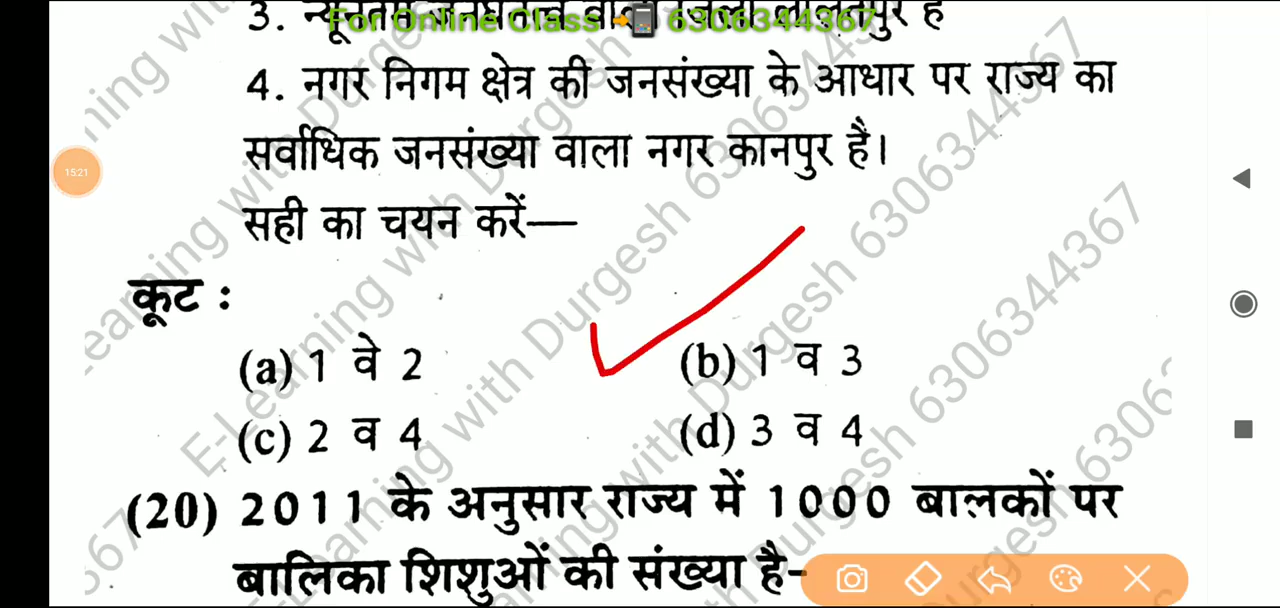 For Online Class 6306344367
3. न्यूनतम जनघनत्व वाला जिला ललितपुर है
4. नगर निगम क्षेत्र की जनसंख्या के आधार पर राज्य का
सर्वाधिक जनसंख्या वाला नगर कानपुर है।
सही का चयन करें—
कूट :
(a) 1 वे 2
(b) 1 व 3
(c) 2 व 4
(d) 3 व 4
(20) 2011 के अनुसार राज्य में 1000 बालकों पर
बालिका शिशुओं की संख्या है-
15:21
E-Learning with Durgesh 6306344367